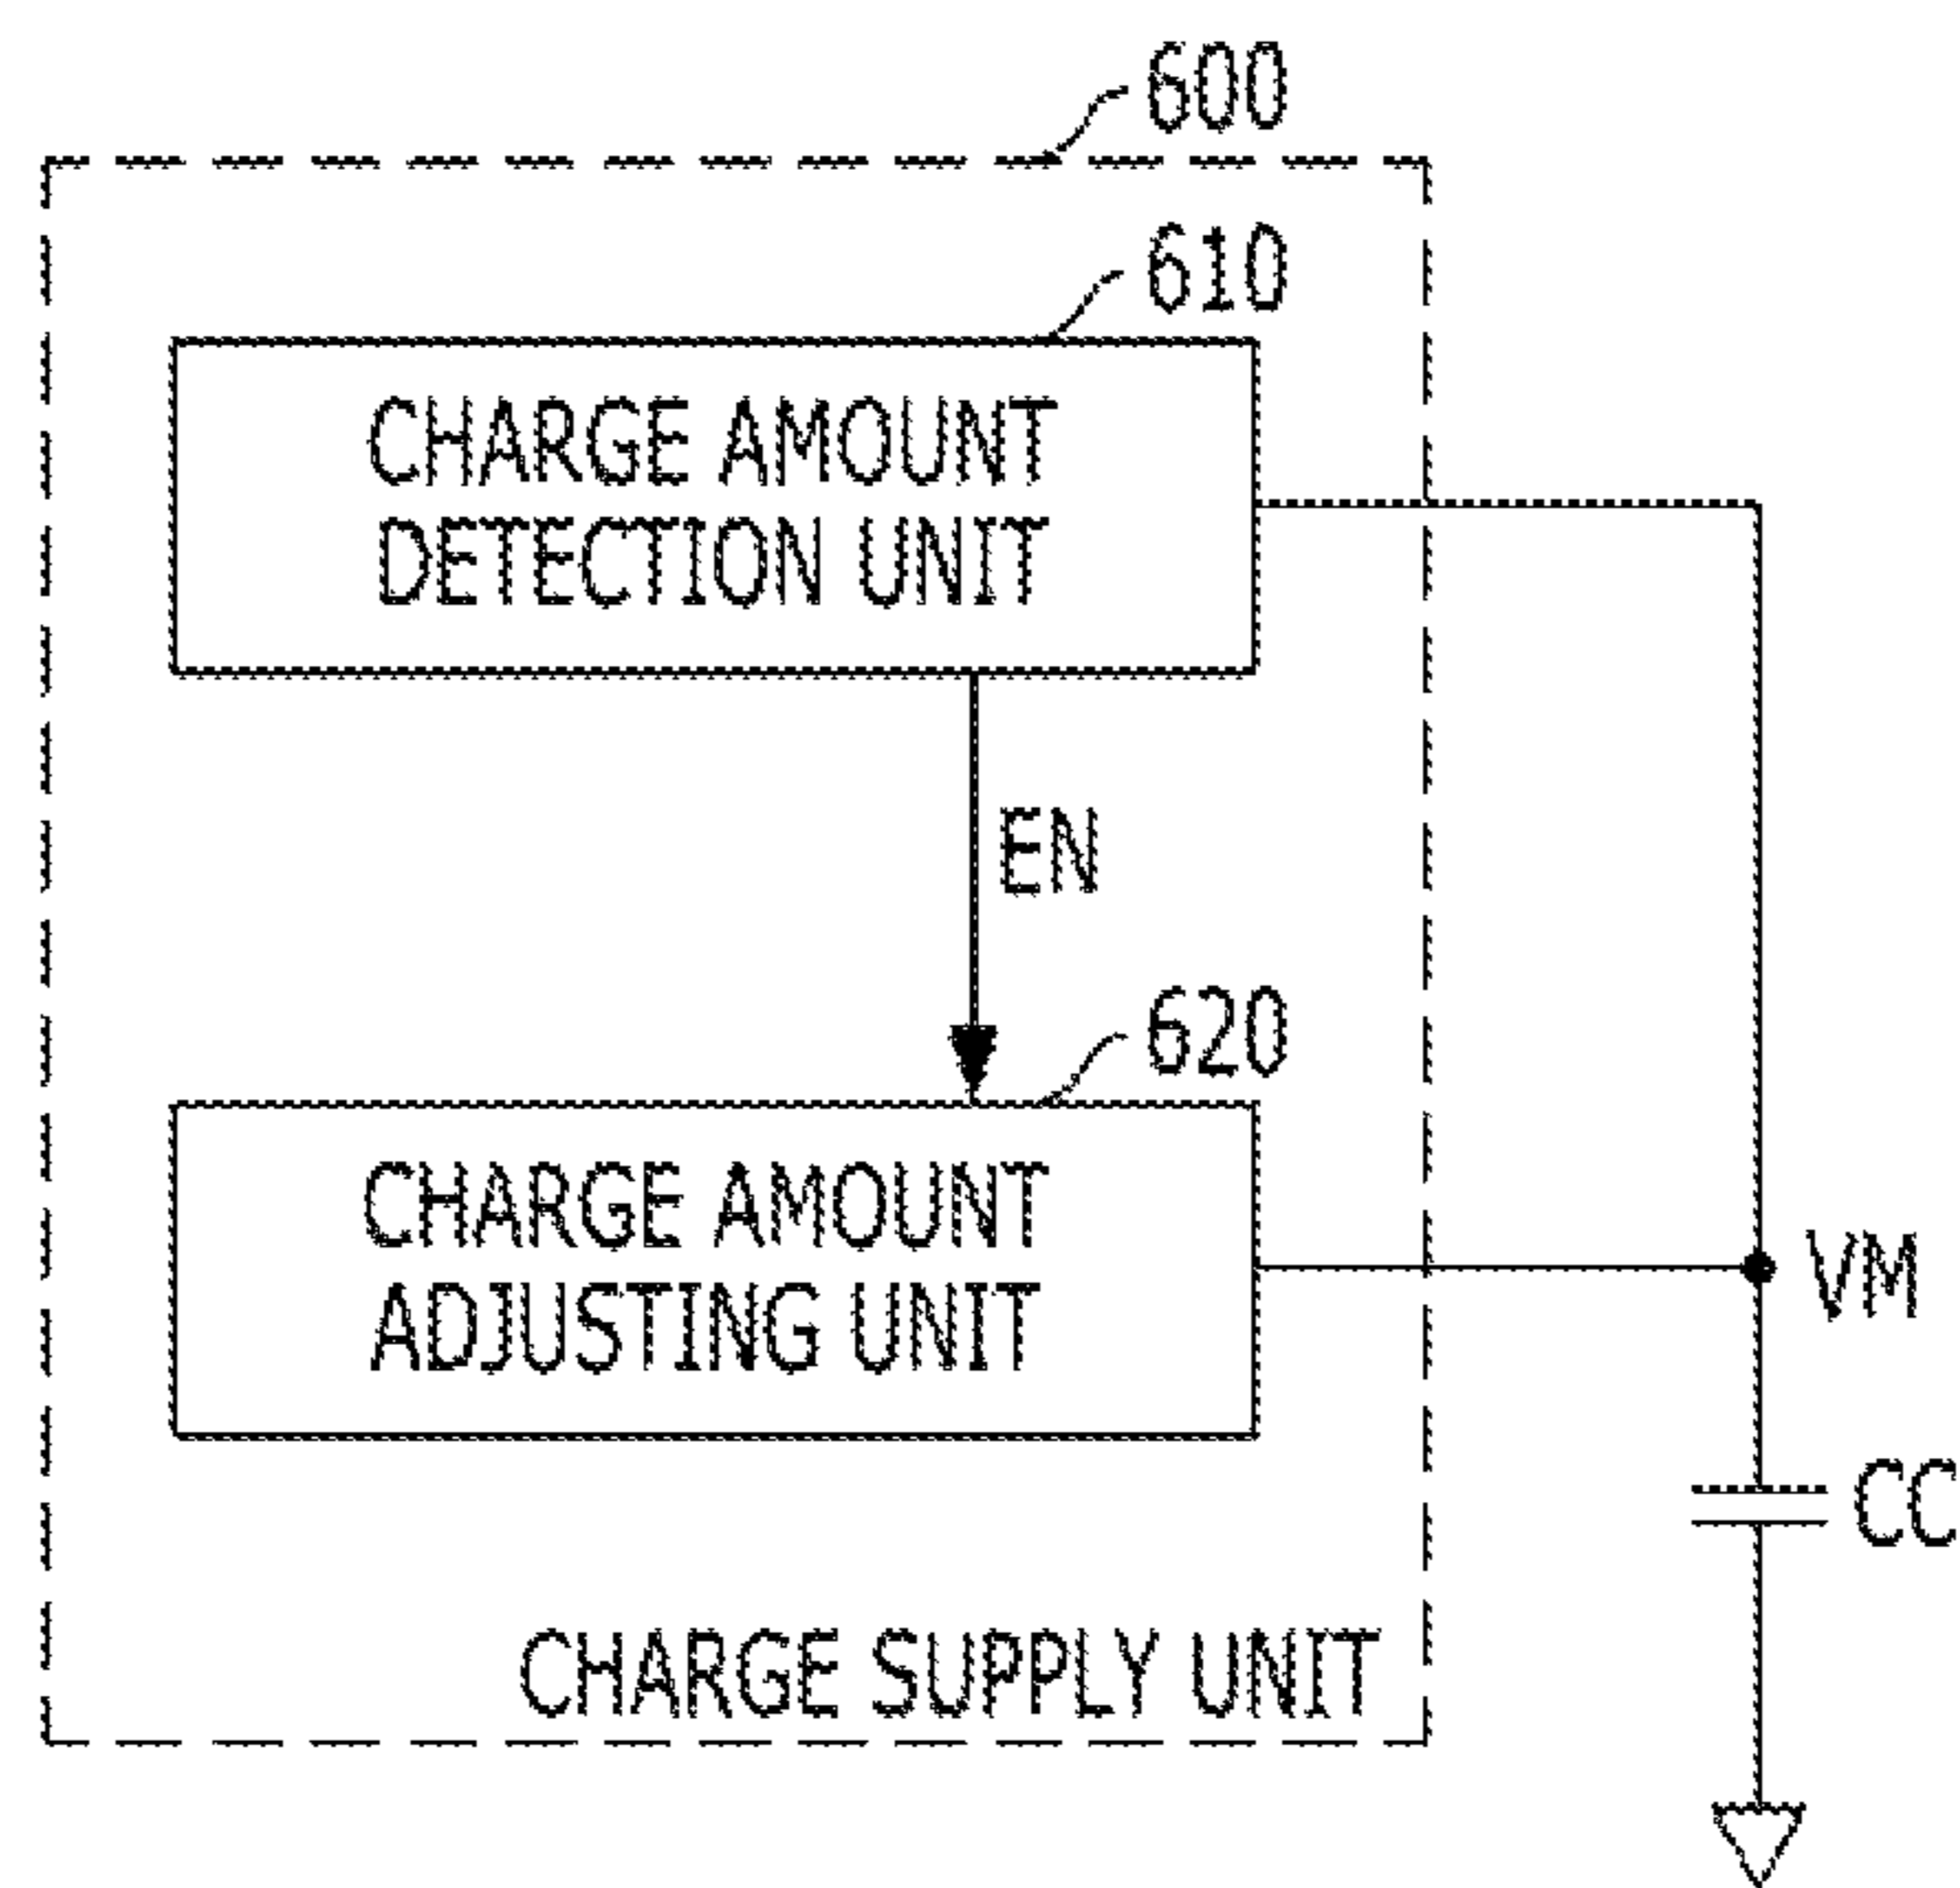 600
610
CHARGE AMOUNT
DETECTION UNIT
EN
620
CHARGE AMOUNT
ADJUSTING UNIT
VM
CC
CHARGE SUPPLY UNIT